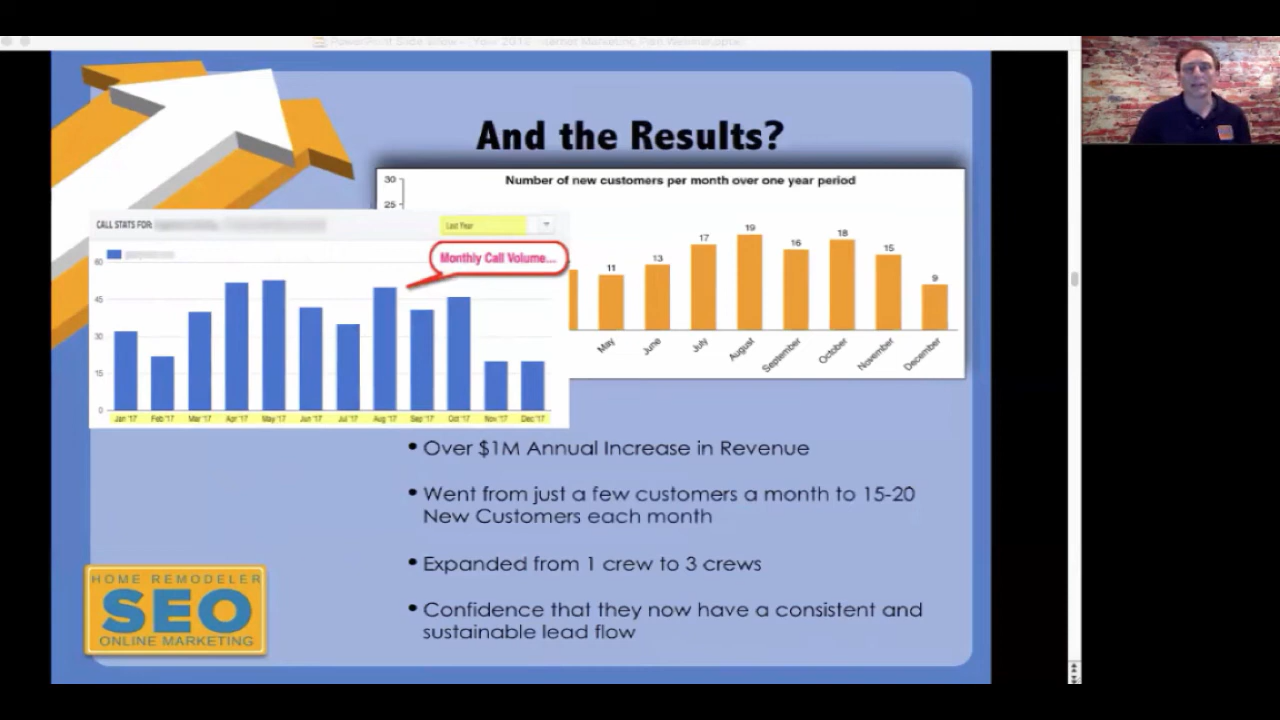 And the Results?
Number of new customers per month over one year period
30
25
11
13
17
19
16
18
15
9
May
June
July
August
September
October
November
December
CALL STATS FOR:
Last Year
Monthly Call Volume...
60
45
30
15
0
Jan '17
Feb '17
Mar '17
Apr '17
May '17
Jun '17
Jul '17
Aug '17
Sep '17
Oct '17
Nov '17
Dec '17
• Over $1M Annual Increase in Revenue
• Went from just a few customers a month to 15-20
New Customers each month
• Expanded from 1 crew to 3 crews
• Confidence that they now have a consistent and
sustainable lead flow
HOME REMODELER
SEO
ONLINE MARKETING